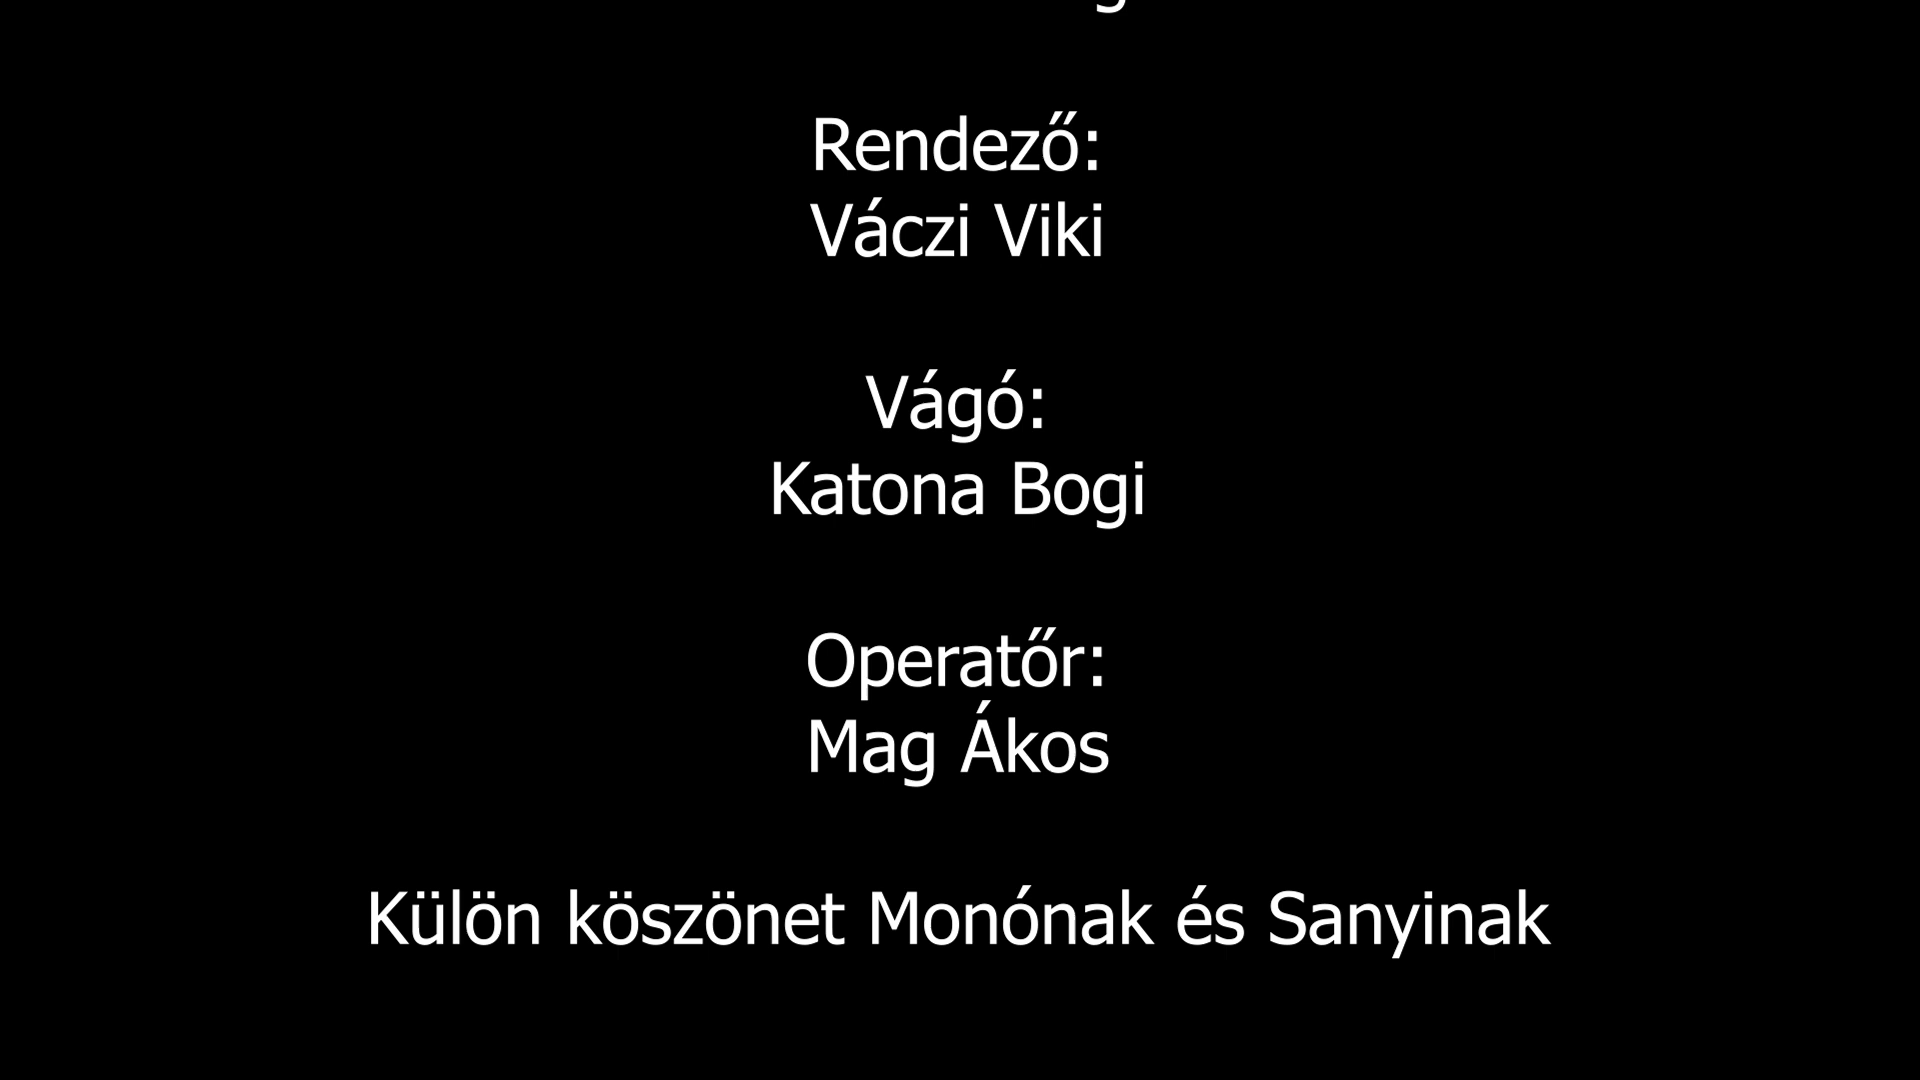 Rendező:
Váczi Viki
Vágó:
Katona Bogi
Operatőr:
Mag Ákos
Külön köszönet Monónak és Sanyinak